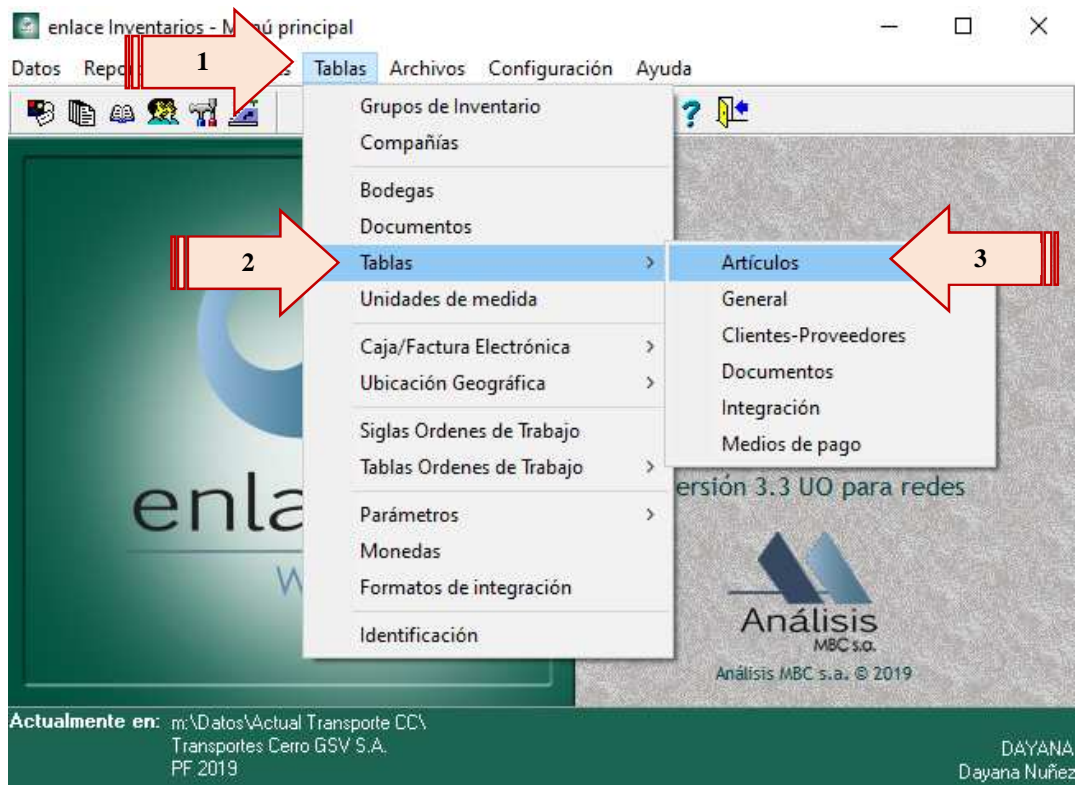 enlace Inventarios - M ú principal
Datos Repo s Tablas Archivos Configuración Ayuda
1
Grupos de Inventario
Compañías
Bodegas
Documentos
2
Tablas
Unidades de medida
Caja/Factura Electrónica
Ubicación Geográfica
Siglas Ordenes de Trabajo
Tablas Ordenes de Trabajo
Parámetros
Monedas
Formatos de integración
Identificación
Artículos
3
General
Clientes-Proveedores
Documentos
Integración
Medios de pago
enla
W
ersión 3.3 UO para redes
Análisis
MBC s.a.
Análisis MBC s.a. © 2019
Actualmente en: m:\Datos\Actual Transporte CC\
Transportes Cerro GSV S.A.
PF 2019
DAYANA
Dayana Nuñez